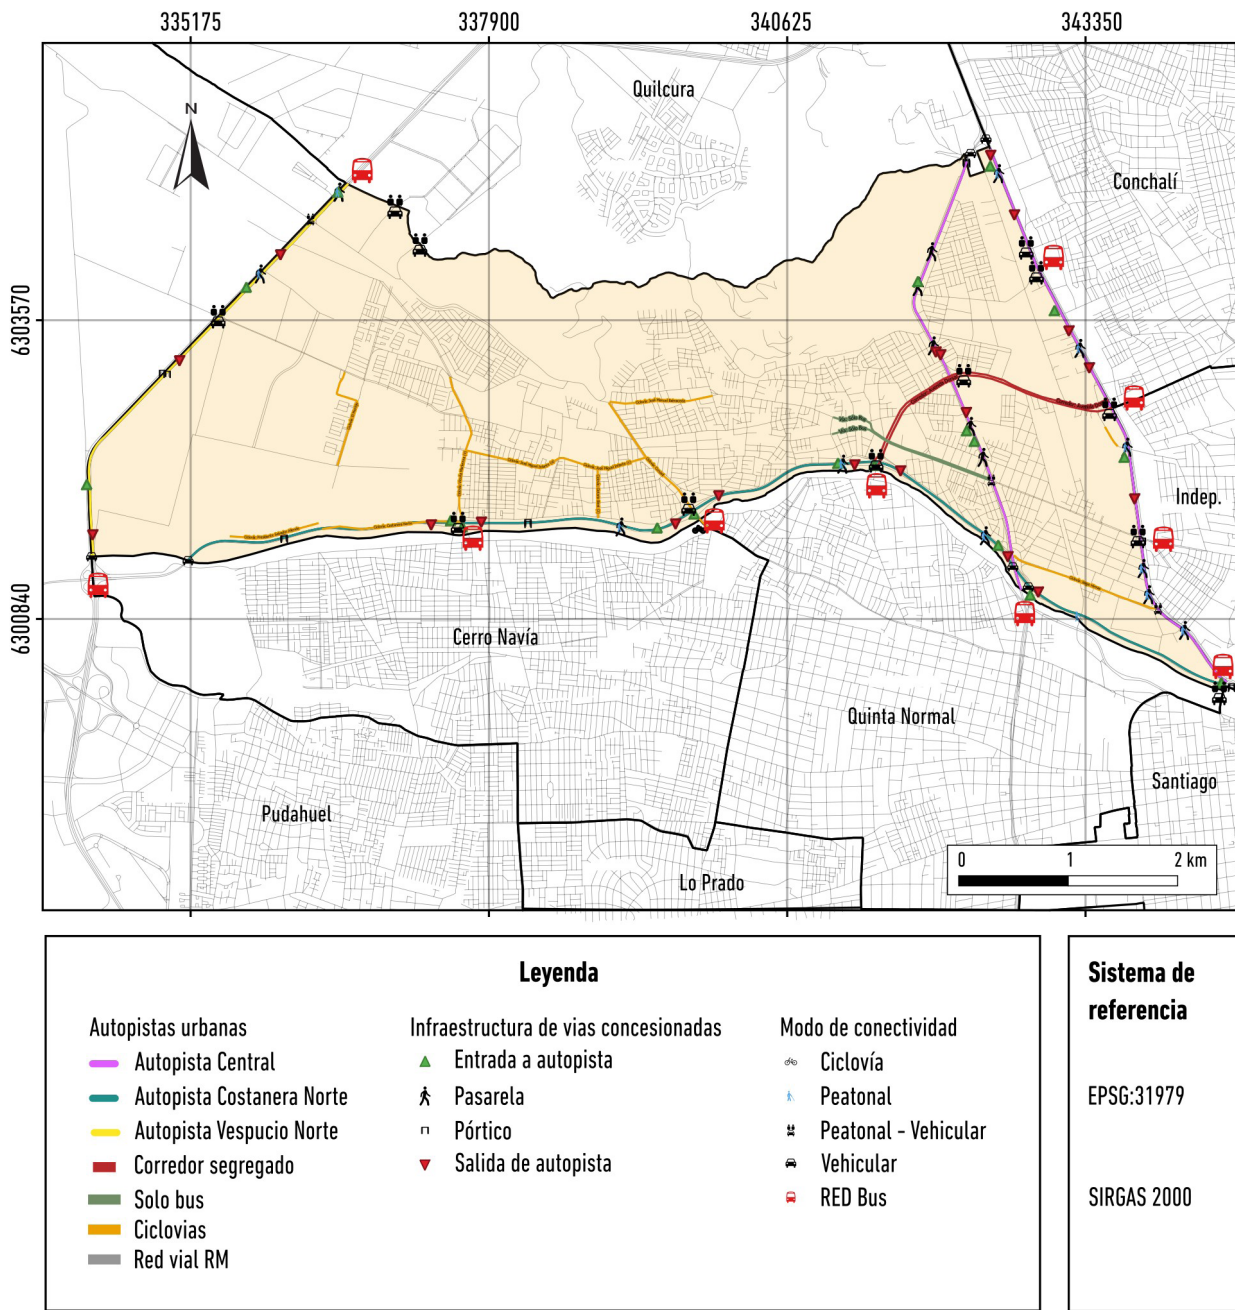 335175
337900
340625
343350
Quilcura
N
Conchalí
6303570
Indep.
6300840
Cerro Navía
Quinta Normal
Santiago
Pudahuel
Lo Prado
0
1
2 km
Leyenda
Autopistas urbanas
Autopista Central
Autopista Costanera Norte
Autopista Vespucio Norte
Corredor segregado
Solo bus
Ciclovias
Red vial RM
Infraestructura de vias concesionadas
Entrada a autopista
Pasarela
Pórtico
Salida de autopista
Modo de conectividad
Ciclovía
Peatonal
Peatonal - Vehicular
Vehicular
RED Bus
Sistema de
referencia
EPSG:31979
SIRGAS 2000